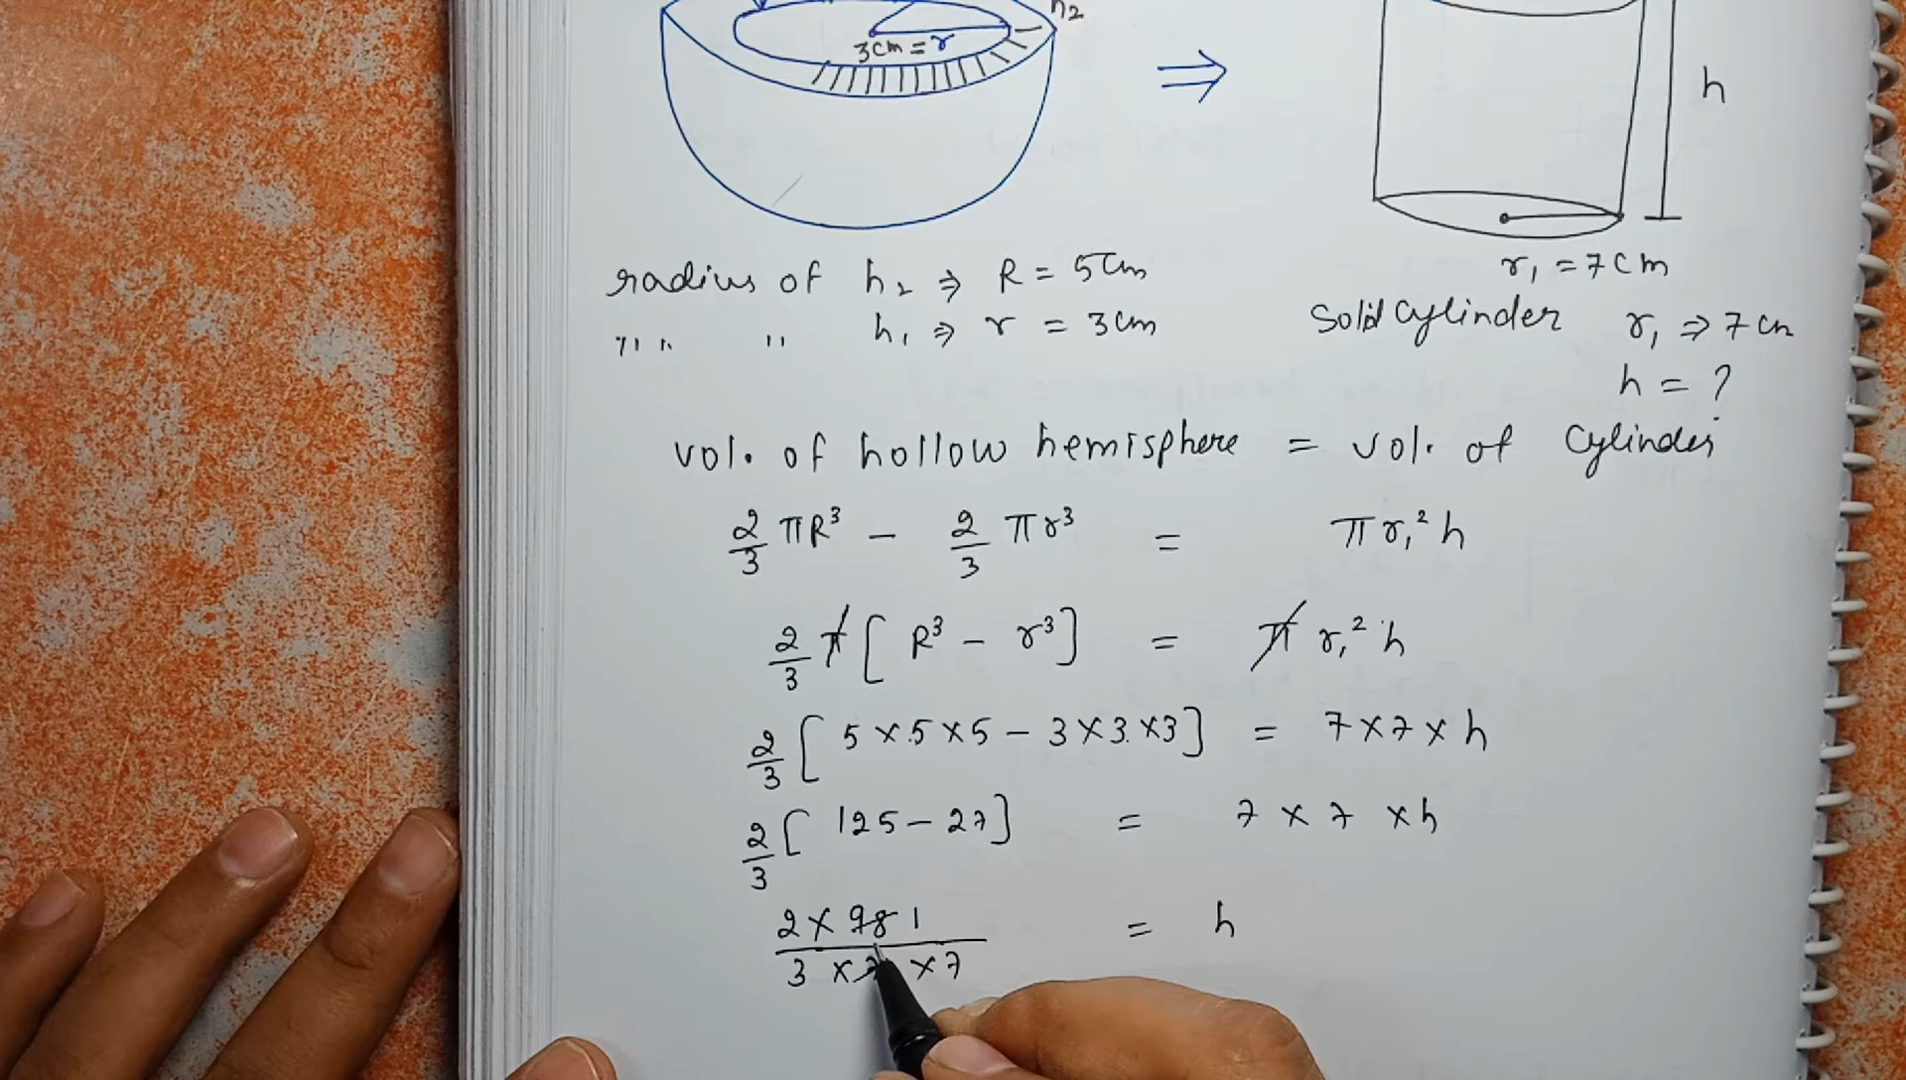 h2
3cm = r
h
r₁ = 7cm
radius of h₂ ⇒ R = 5cm
,, ,, ,, h₁ ⇒ r = 3cm
Solid Cylinder r₁ ⇒ 7cm
h = ?
vol. of hollow hemisphere = vol. of Cylinder
2/3 πR³ – 2/3 πr³ = πr₁²h
2/3 π[R³ – r³] = π r₁²h
2/3 [5×5×5 – 3×3×3] = 7×7×h
2/3 [125 – 27] = 7×7×h
2×98 1 / 3×7×7 = h